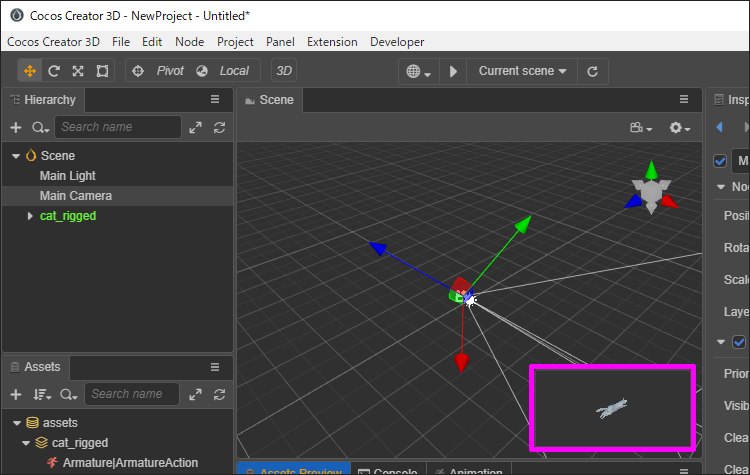 Cocos Creator 3D - NewProject - Untitled*
Cocos Creator 3D File Edit Node Project Panel Extension Developer
Pivot Local 3D Current scene
Hierarchy
Search name
Scene
Main Light
Main Camera
cat_rigged
Assets
Search name
assets
cat_rigged
Armature|ArmatureAction
Scene
Assets Preview Console Animation
Insp
M
Nod
Posi
Rota
Scale
Laye
Prior
Visib
Clea
Clea